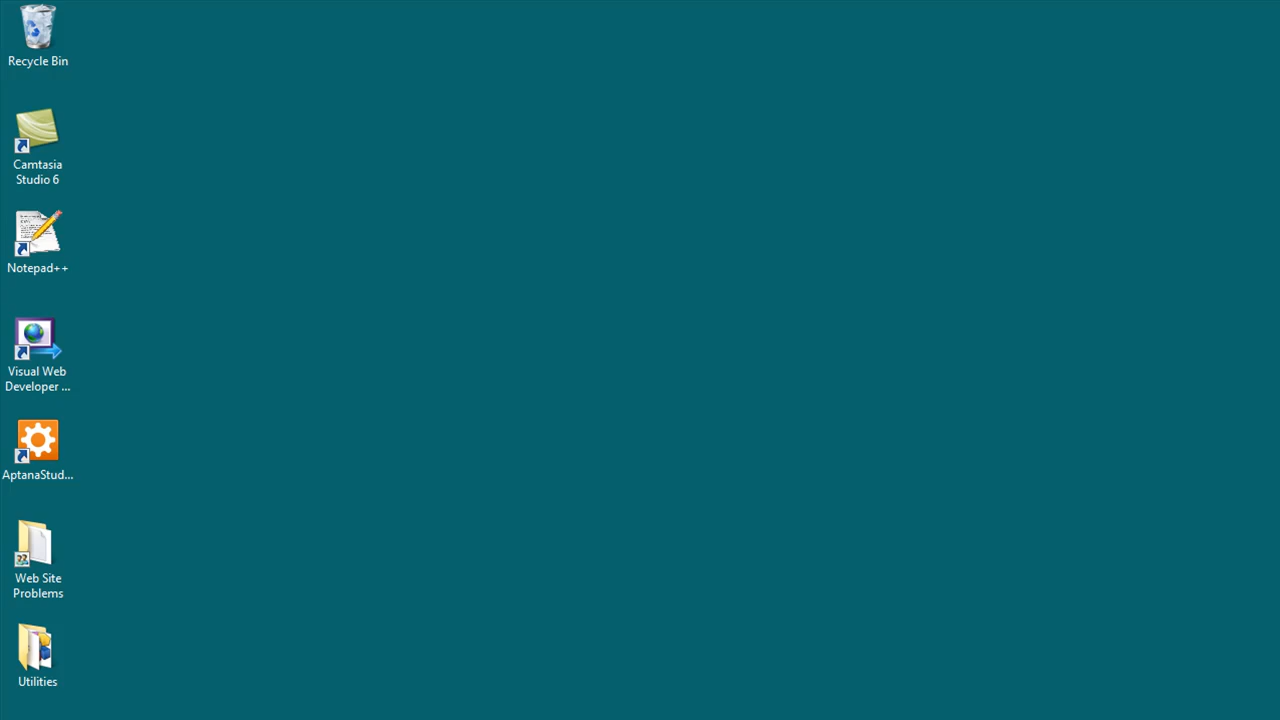 Recycle Bin
Camtasia
Studio 6
Notepad++
Visual Web
Developer ...
AptanaStud...
Web Site
Problems
Utilities